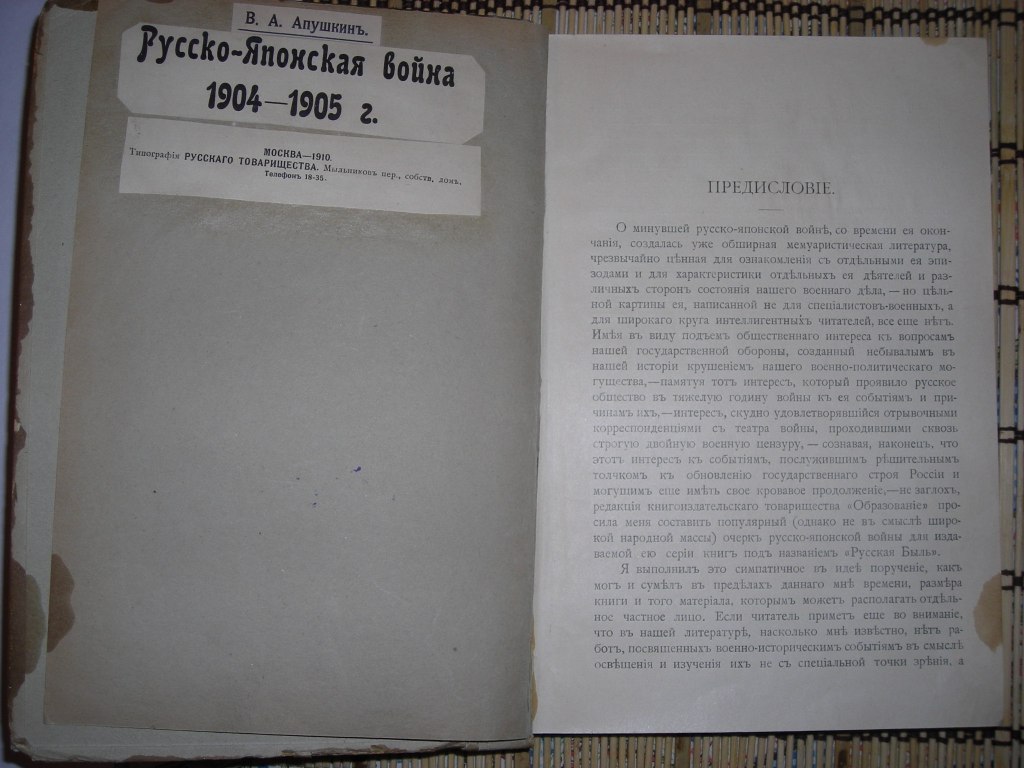 В. А. Апушкинъ.
Русско-Японская война
1904—1905 г.
МОСКВА—1910.
Типографія РУССКАГО ТОВАРИЩЕСТВА. Мыльниковъ пер., собств. домъ.
Телефонъ 18-35.
ПРЕДИСЛОВІЕ.
О минувшей русско-японской войнѣ, со времени ея окон-
чанія, создалась уже обширная мемуаристическая литература,
чрезвычайно цѣнная для ознакомленія съ отдѣльными ея эпи-
зодами и для характеристики отдѣльныхъ ея дѣятелей и раз-
личныхъ сторонъ состоянія нашего военнаго дѣла, — но цѣль-
ной картины ея, написанной не для спеціалистовъ-военныхъ, а
для широкаго круга интеллигентныхъ читателей, все еще нѣтъ.
Имѣя въ виду подъемъ общественнаго интереса къ вопросамъ
нашей государственной обороны, созданный небывалымъ въ
нашей исторіи крушеніемъ нашего военно-политическаго мо-
гущества,—памятуя тотъ интересъ, который проявило русское
общество въ тяжелую годину войны къ ея событіямъ и при-
чинамъ ихъ,—интересъ, скудно удовлетворявшійся отрывочными
корреспонденціями съ театра войны, проходившими сквозь
строгую двойную военную цензуру, — сознавая, наконецъ, что
этотъ интересъ къ событіямъ, послужившимъ рѣшительнымъ
толчкомъ къ обновленію государственнаго строя Россіи и
могущимъ еще имѣть свое кровавое продолженіе,—не заглохъ,
редакція книгоиздательскаго товарищества «Образованіе» про-
сила меня составить популярный (однако не въ смыслѣ широ-
кой народной массы) очеркъ русско-японской войны для изда-
ваемой ею серіи книгъ подъ названіемъ «Русская Быль».
Я выполнилъ это симпатичное въ идеѣ порученіе, какъ
могъ и сумѣлъ въ предѣлахъ даннаго мнѣ времени, размѣра
книги и того матеріала, которымъ можетъ располагать отдѣль-
ное частное лицо. Если читатель приметъ еще во вниманіе,
что въ нашей литературѣ, насколько мнѣ извѣстно, нѣтъ ра-
ботъ, посвященныхъ военно-историческимъ событіямъ въ смыслѣ
освѣщенія и изученія ихъ не съ спеціальной точки зрѣнія, а